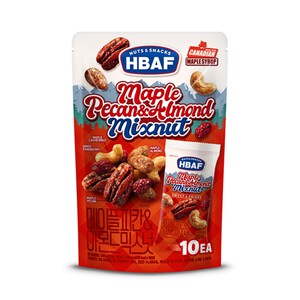 NUTS & SNACKS
HBAF
CANADIAN
MAPLE SYRUP
Maple
Pecan & Almond
Mixnut
HBAF
Maple
Pecan & Almond
Mixnut
메이플피칸&
아몬드믹스넛
10EA